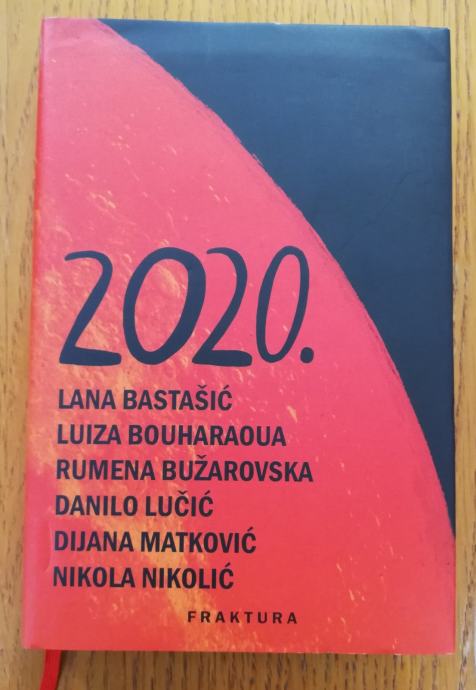 2020.
LANA BASTAŠIĆ
LUIZA BOUHARAOUA
RUMENA BUŽAROVSKA
DANILO LUČIĆ
DIJANA MATKOVIĆ
NIKOLA NIKOLIĆ
FRAKTURA